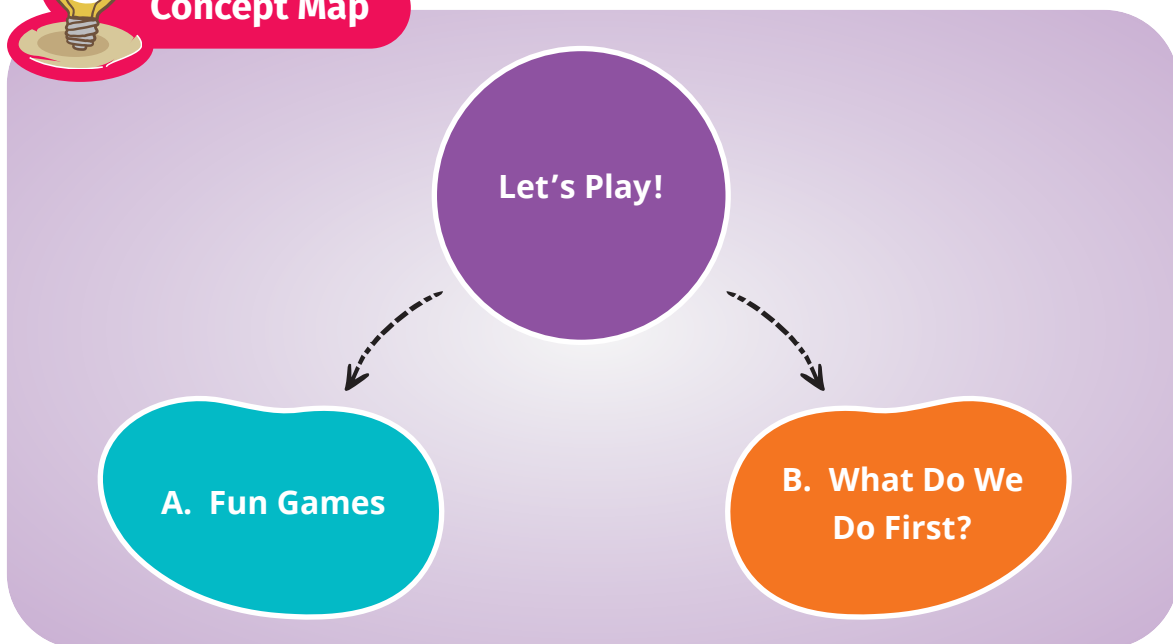 Concept Map
Let’s Play!
A. Fun Games
B. What Do We
Do First?